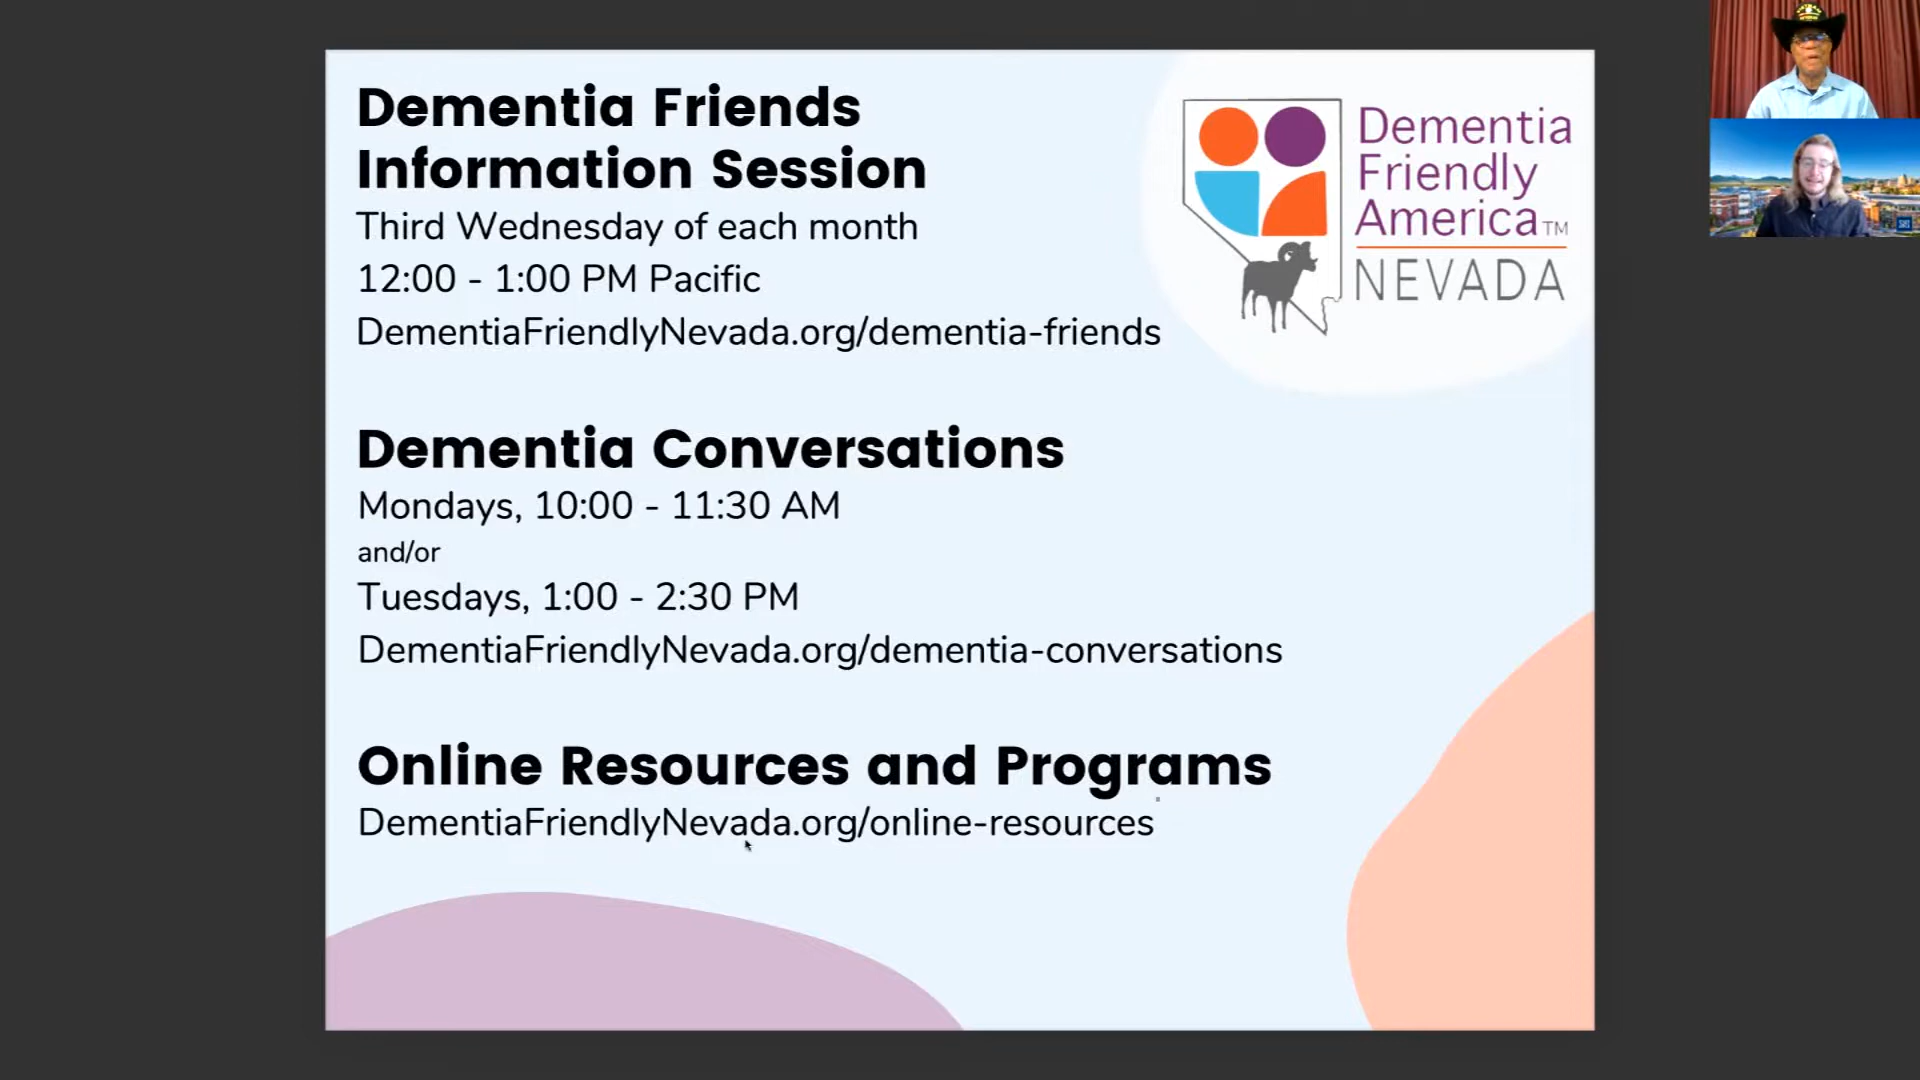 Dementia Friends
Information Session
Third Wednesday of each month
12:00 - 1:00 PM Pacific
DementiaFriendlyNevada.org/dementia-friends
Dementia
Friendly
America TM
NEVADA
Dementia Conversations
Mondays, 10:00 - 11:30 AM
and/or
Tuesdays, 1:00 - 2:30 PM
DementiaFriendlyNevada.org/dementia-conversations
Online Resources and Programs
DementiaFriendlyNevada.org/online-resources